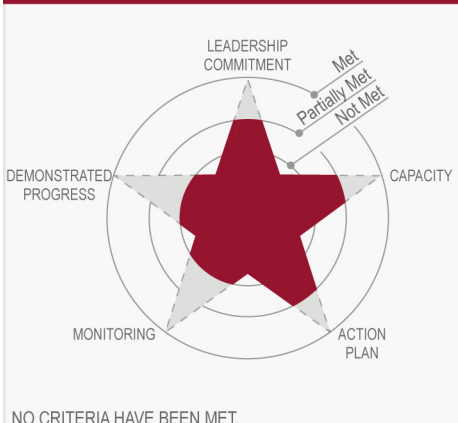 LEADERSHIP
COMMITMENT
Met
Partially Met
Not Met
DEMONSTRATED
PROGRESS
CAPACITY
MONITORING
ACTION
PLAN
NO CRITERIA HAVE BEEN MET.